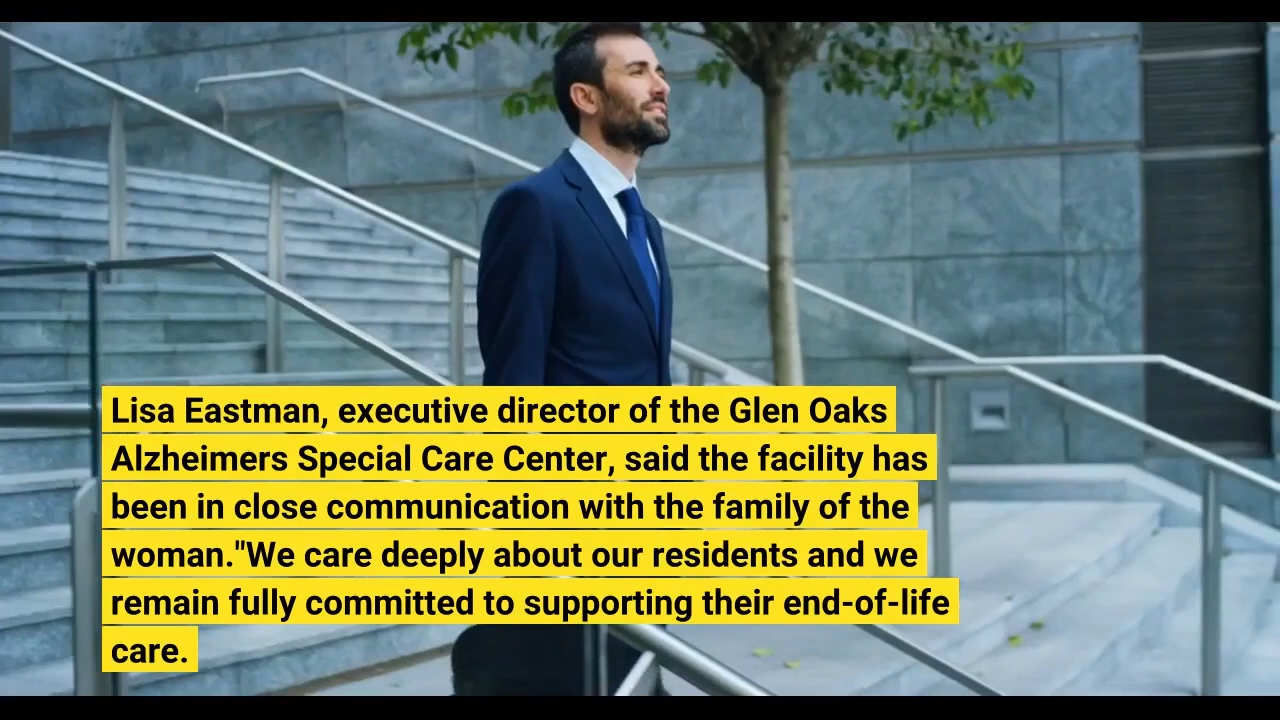 Lisa Eastman, executive director of the Glen Oaks
Alzheimers Special Care Center, said the facility has
been in close communication with the family of the
woman."We care deeply about our residents and we
remain fully committed to supporting their end-of-life
care.